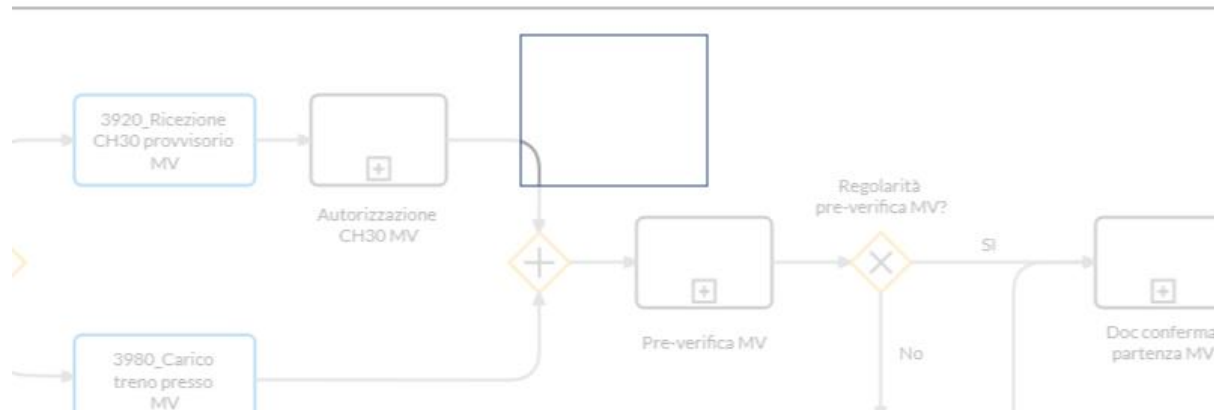 3920_Ricezione
CH30 provvisorio
MV
Autorizzazione
CH30 MV
Regolarità
pre-verifica MV?
Si
3980_Carico
treno presso
MV
Pre-verifica MV
No
Doc conferma
partenza MV